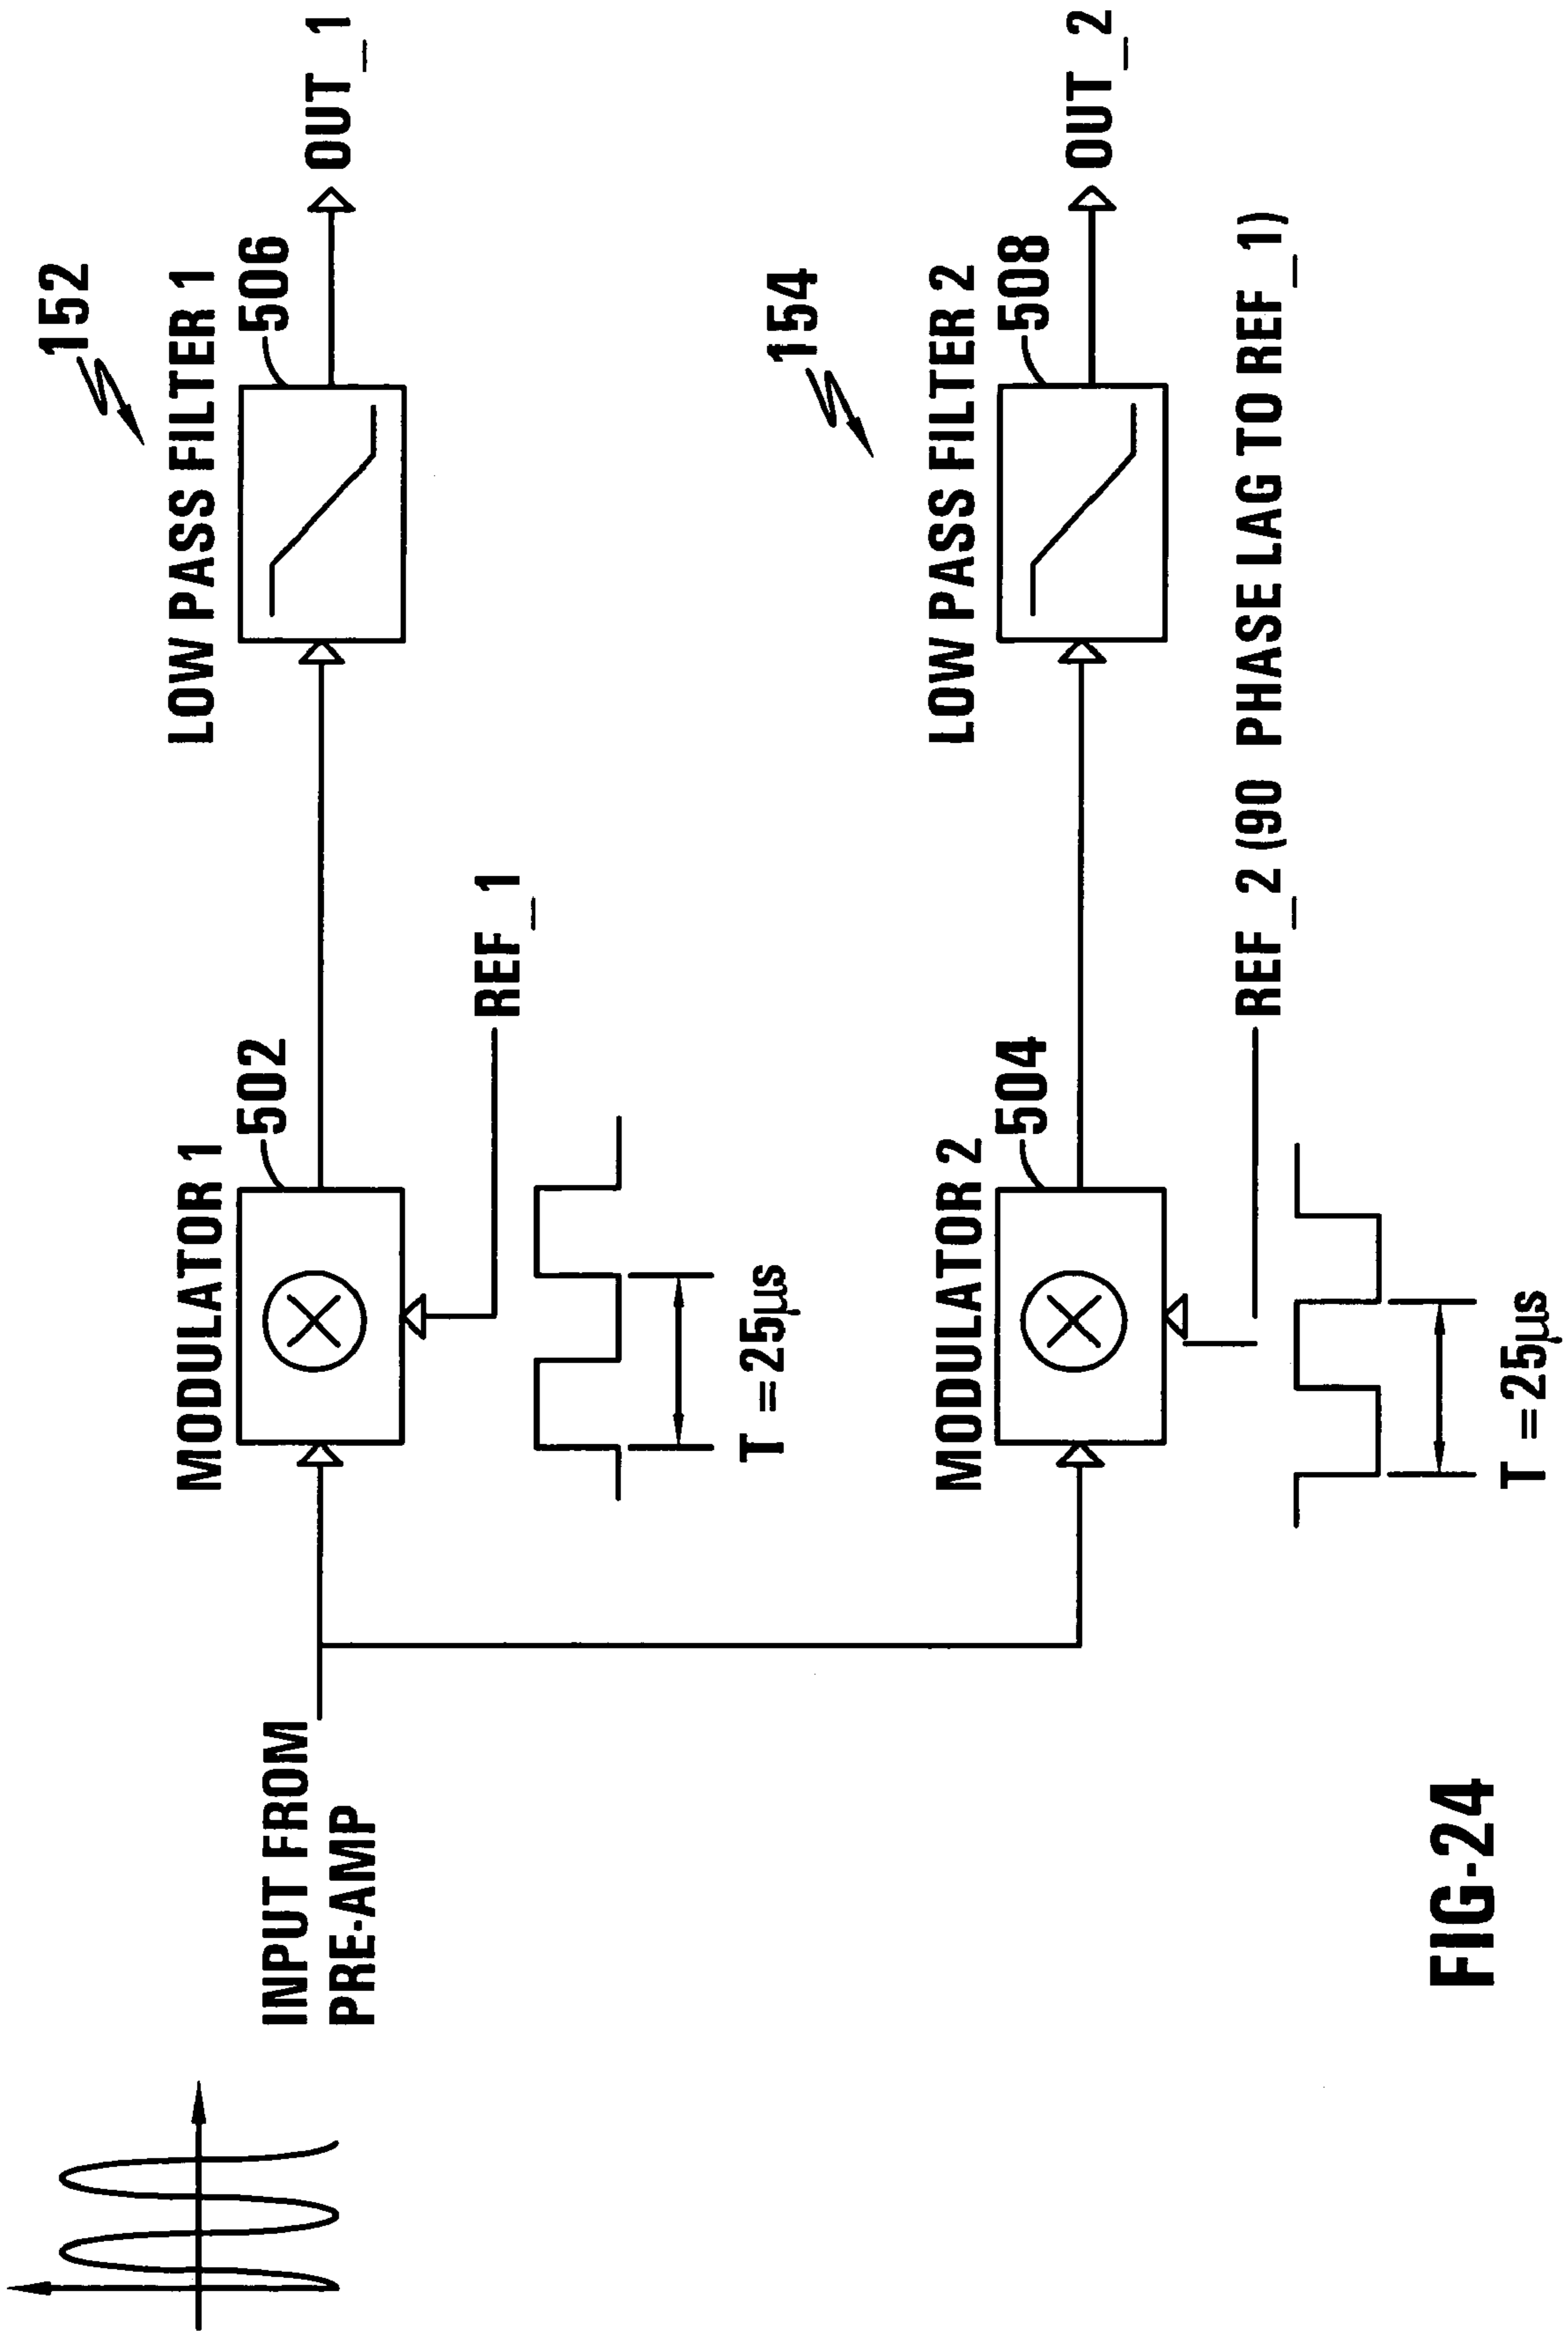 152
LOW PASS FILTER 1
506
OUT_1
MODULATOR 1
502
REF_1
T = 25µs
INPUT FROM
PRE-AMP
154
LOW PASS FILTER 2
508
OUT_2
MODULATOR 2
504
REF_2 (90 PHASE LAG TO REF_1)
T = 25µs
FIG-24